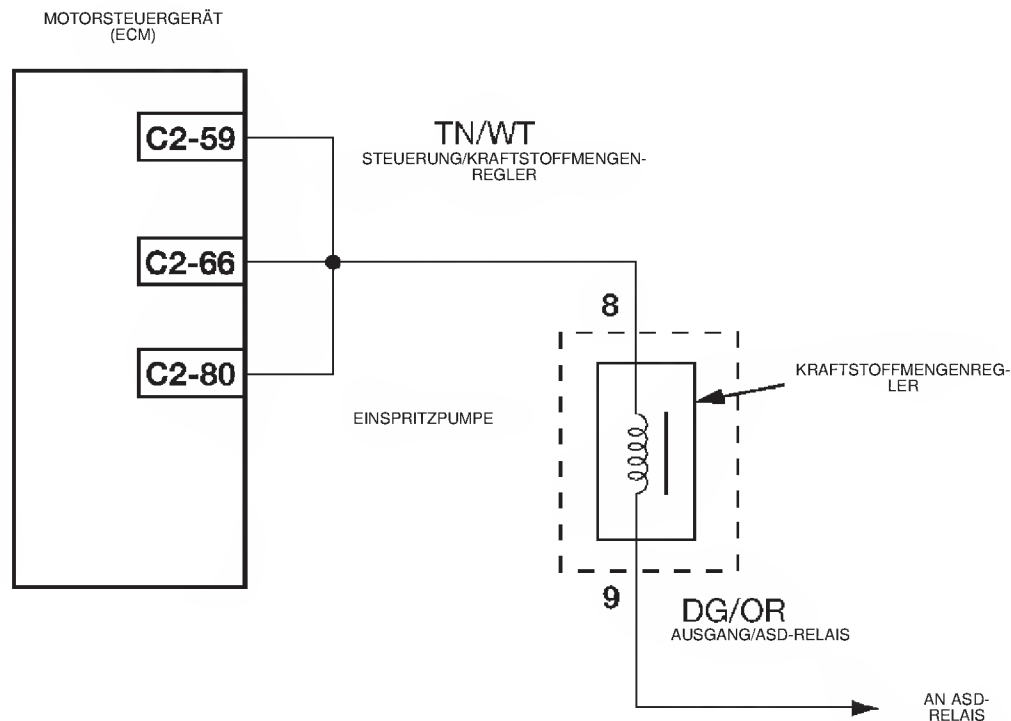 MOTORSTEUERGERÄT
(ECM)
C2-59
TN/WT
STEUERUNG/KRAFTSTOFFMENGEN-
REGLER
C2-66
8
C2-80
KRAFTSTOFFMENGENREG-
LER
EINSPRITZPUMPE
9
DG/OR
AUSGANG/ASD-RELAIS
AN ASD-
RELAIS